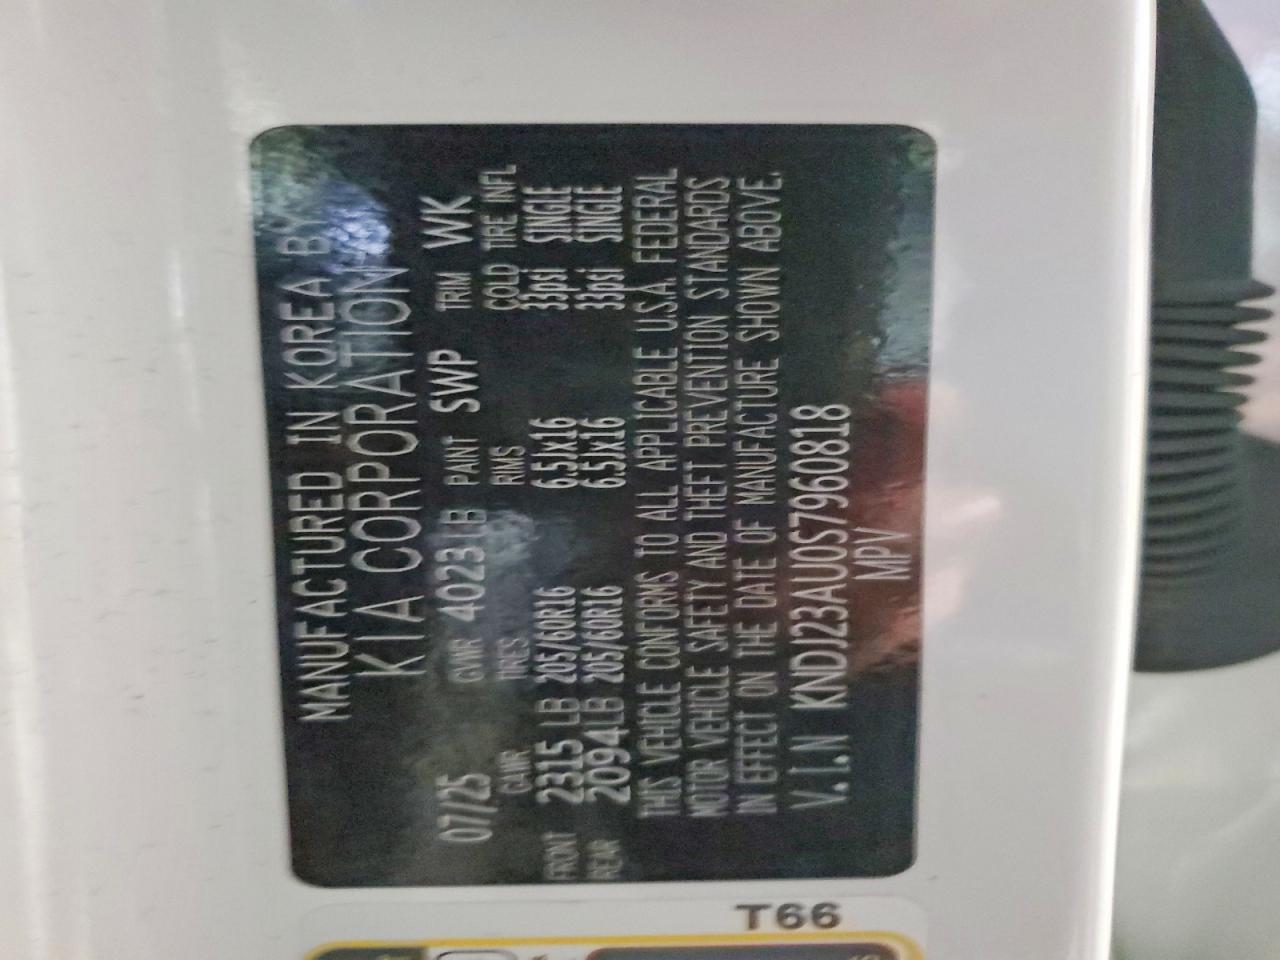 MANUFACTURED IN KOREA BY
KIA CORPORATION
07/25 GVWR 4023LB PANT SWP TRIM WK
GAWR TIRES RIMS COLD TIRE INFL
FRONT 2315 LB 205/60R16 6.5Jx16 33psi SINGLE
REAR 2094LB 205/60R16 6.5Jx16 33psi SINGLE
THIS VEHICLE CONFORMS TO ALL APPLICABLE U.S.A. FEDERAL
MOTOR VEHICLE SAFETY AND THEFT PREVENTION STANDARDS
IN EFFECT ON THE DATE OF MANUFACTURE SHOWN ABOVE.
V.I.N KNDJ23AU0S7960818
MPV
T66